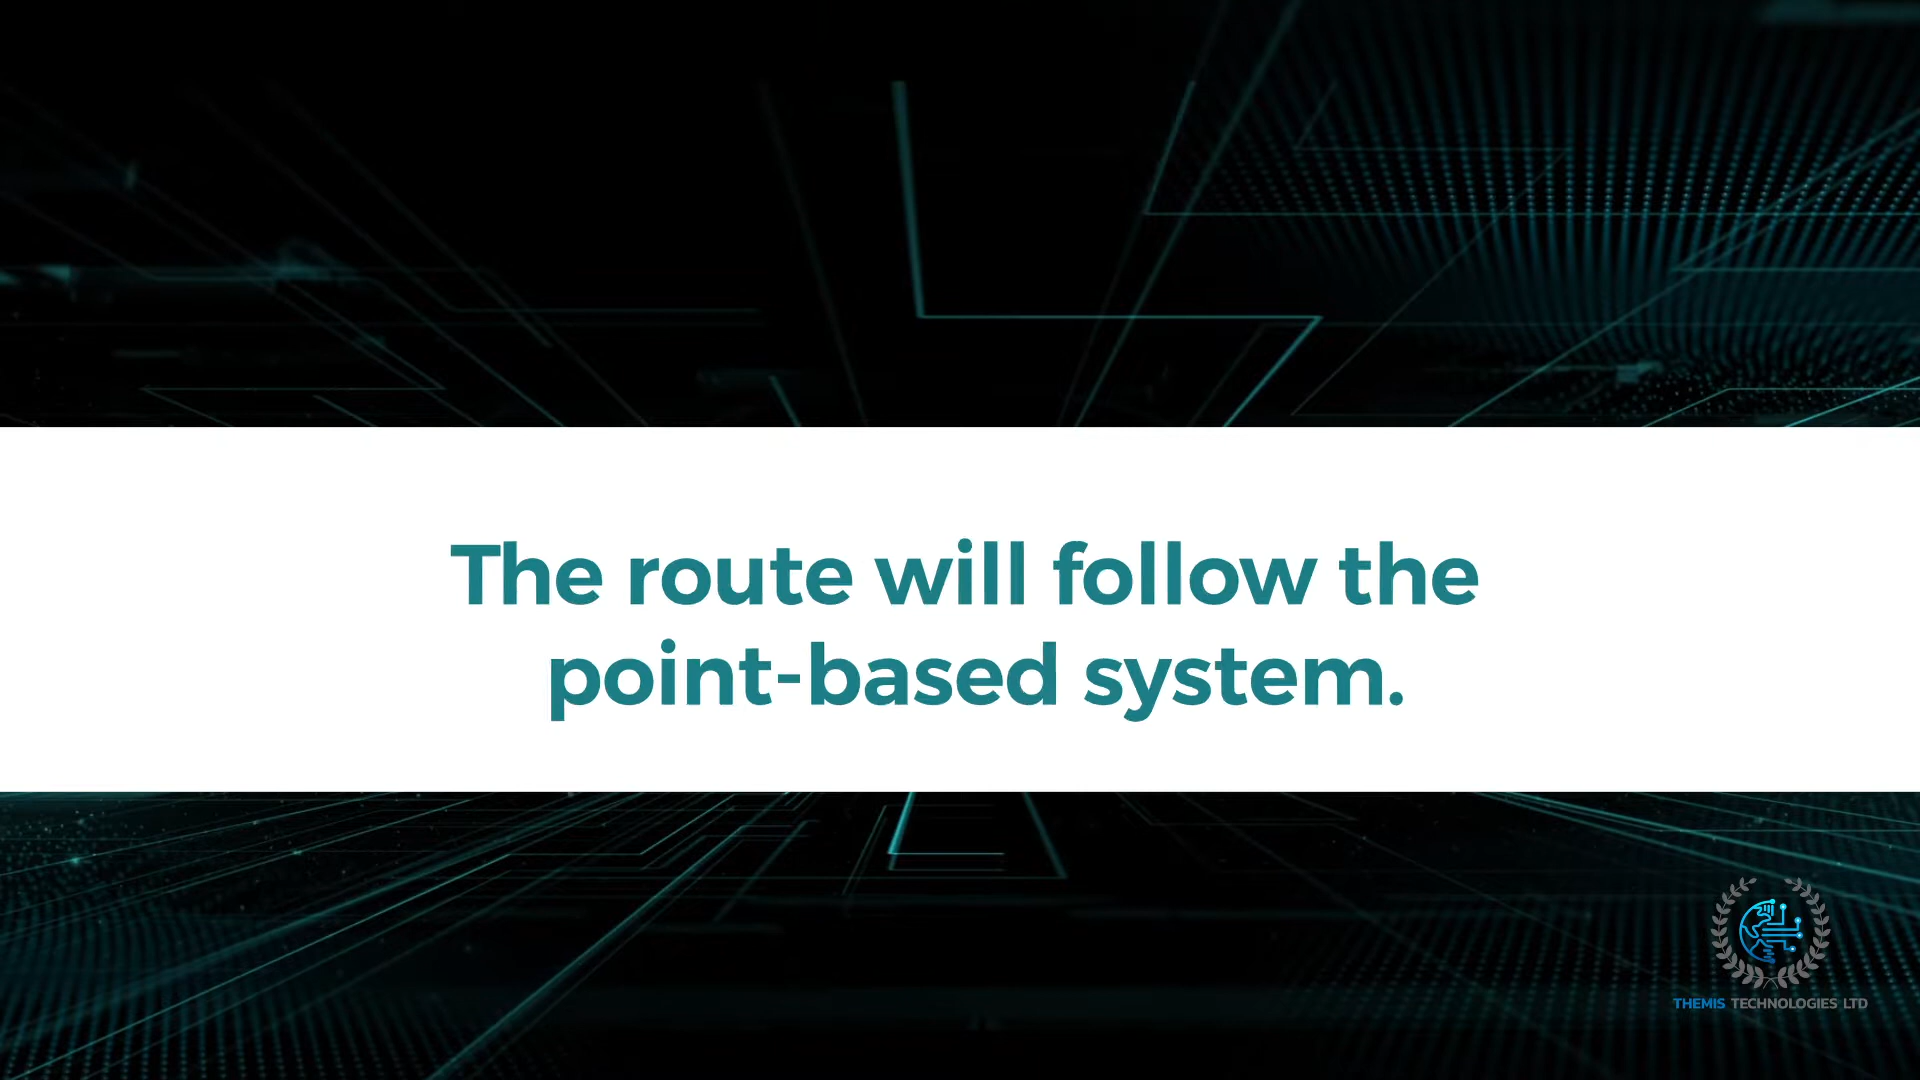 The route will follow the
point-based system.
THEMIS TECHNOLOGIES LTD